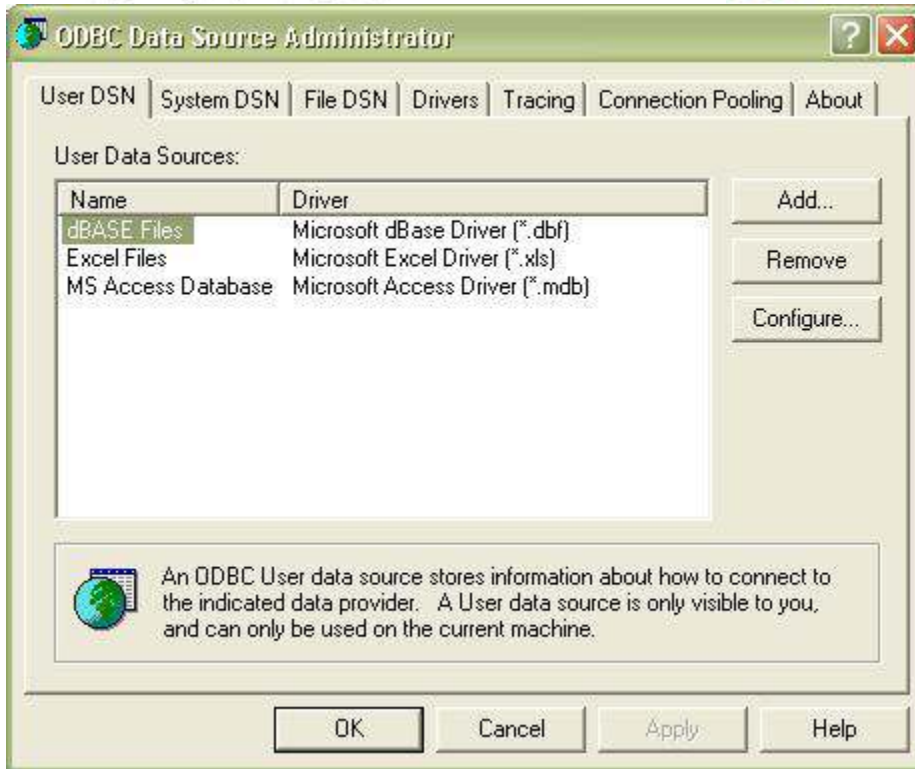 ODBC Data Source Administrator
User DSN System DSN File DSN Drivers Tracing Connection Pooling About
User Data Sources:
Name Driver
dBASE Files Microsoft dBase Driver (*.dbf)
Excel Files Microsoft Excel Driver (*.xls)
MS Access Database Microsoft Access Driver (*.mdb)
Add...
Remove
Configure...
An ODBC User data source stores information about how to connect to
the indicated data provider. A User data source is only visible to you,
and can only be used on the current machine.
OK Cancel Apply Help